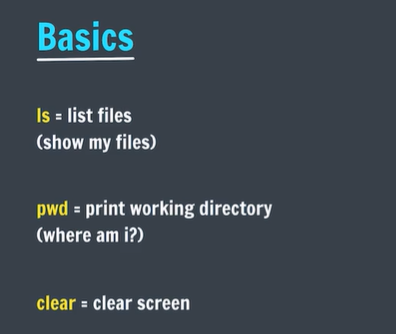 Basics
ls = list files
(show my files)
pwd = print working directory
(where am i?)
clear = clear screen